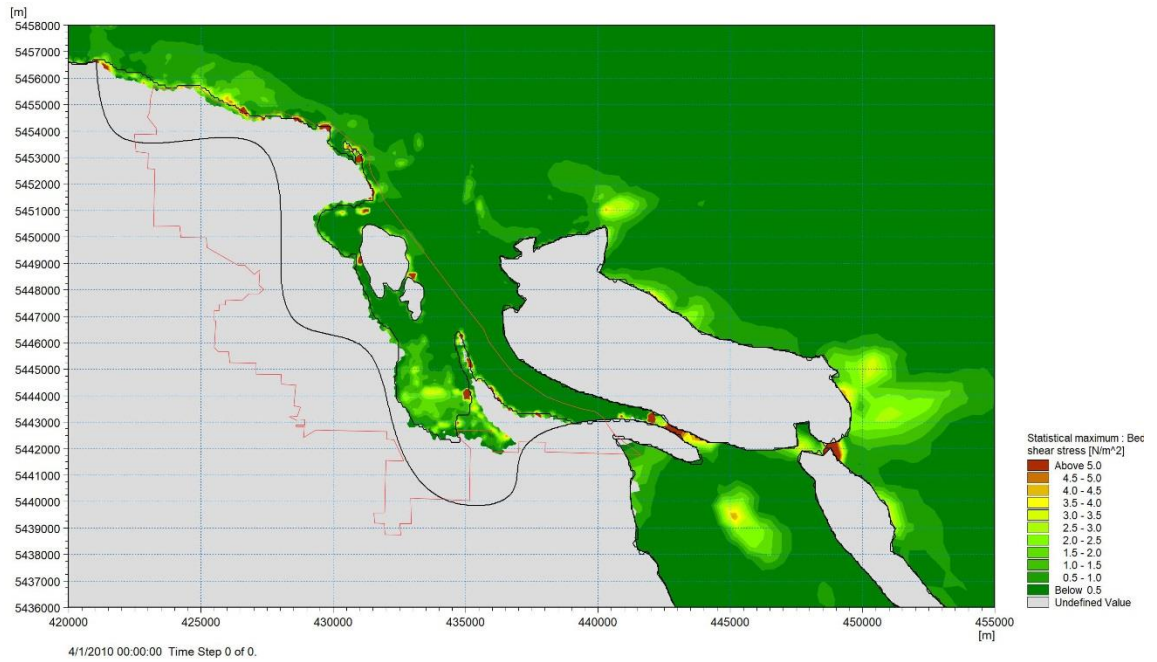 [m]
5458000
5457000
5456000
5455000
5454000
5453000
5452000
5451000
5450000
5449000
5448000
5447000
5446000
5445000
5444000
5443000
5442000
5441000
5440000
5439000
5438000
5437000
5436000
420000 425000 430000 435000 440000 445000 450000 455000
[m]
4/1/2010 00:00:00 Time Step 0 of 0.
Statistical maximum : Bed
shear stress [N/m^2]
Above 5.0
4.5 - 5.0
4.0 - 4.5
3.5 - 4.0
3.0 - 3.5
2.5 - 3.0
2.0 - 2.5
1.5 - 2.0
1.0 - 1.5
0.5 - 1.0
Below 0.5
Undefined Value